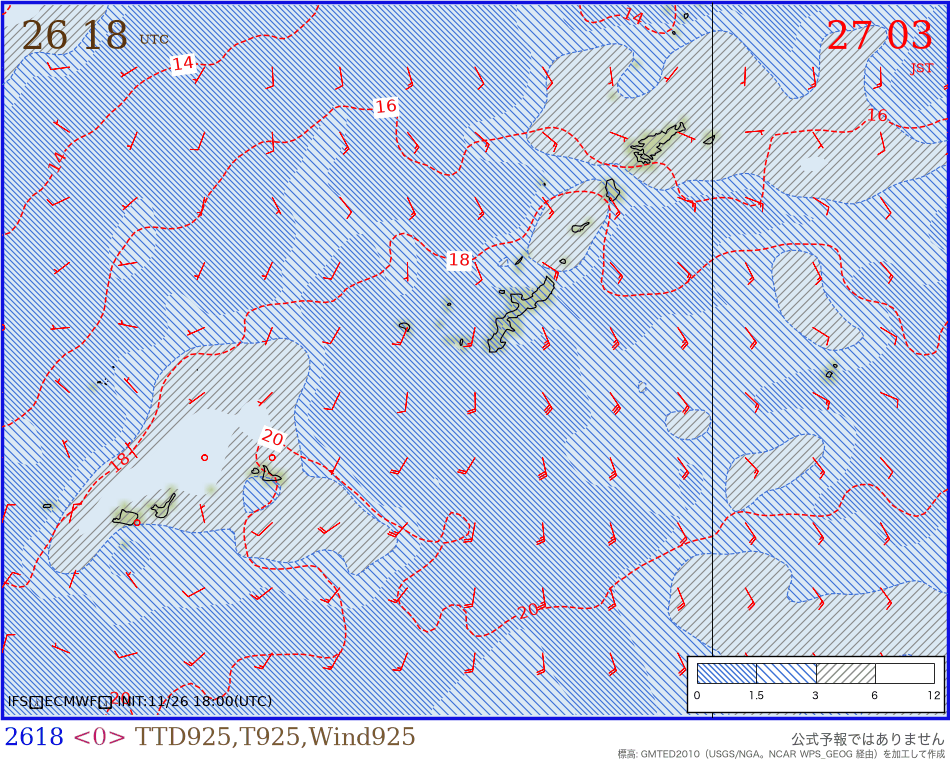 26 18 UTC
27 03
JST
14
14
16
14
16
18
18
20
20
20
IFS□ECMWF□ INIT:11/26 18:00(UTC)
0 1.5 3 6 12
2618 <0> TTD925,T925,Wind925
公式予報ではありません
標高: GMTED2010（USGS/NGA。NCAR WPS_GEOG 経由）を加工して作成